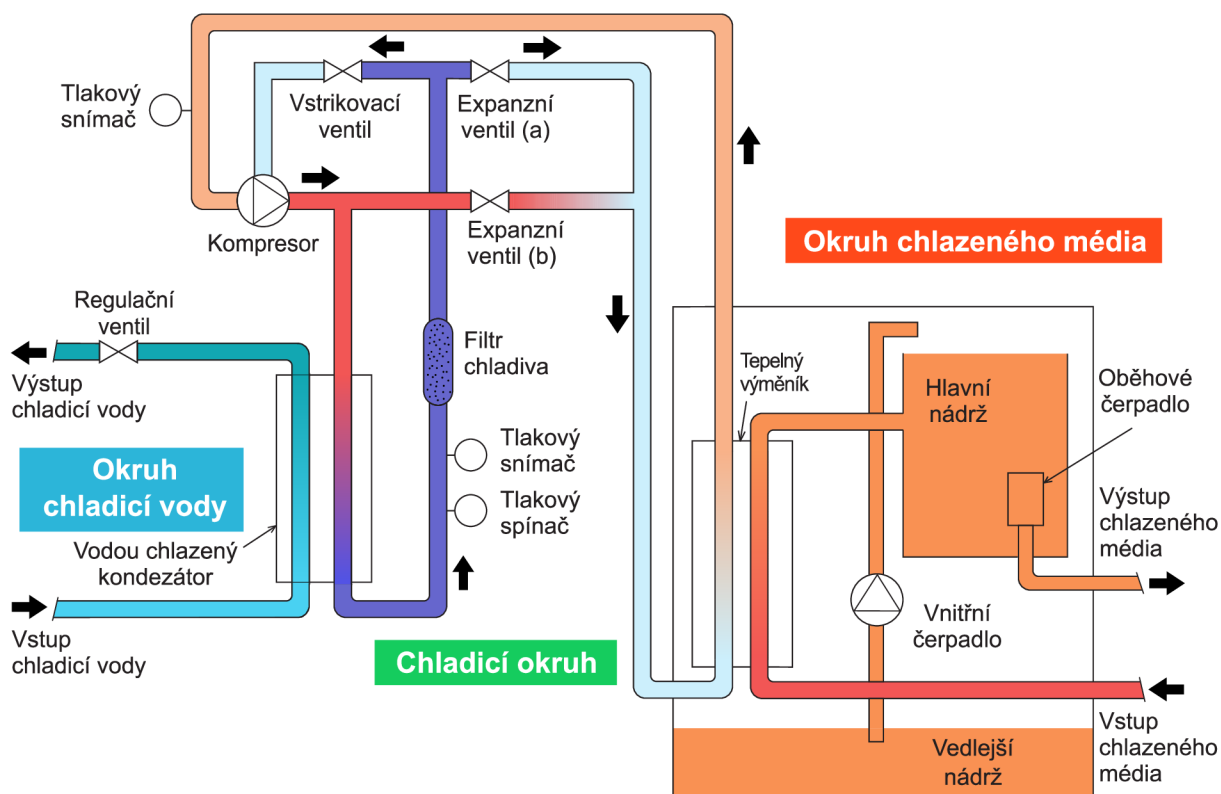 Tlakový
snímač
Vstrikovací
ventil
Expanzní
ventil (a)
Kompresor
Expanzní
ventil (b)
Okruh chlazeného média
Regulační
ventil
Výstup
chladicí vody
Filtr
chladiva
Tepelný
výměník
Hlavní
nádrž
Oběhové
čerpadlo
Okruh
chladicí vody
Tlakový
snímač
Tlakový
spínač
Výstup
chlazeného
média
Vodou chlazený
kondezátor
Vstup
chladicí vody
Vnitřní
čerpadlo
Chladicí okruh
Vedlejší
nádrž
Vstup
chlazeného
média